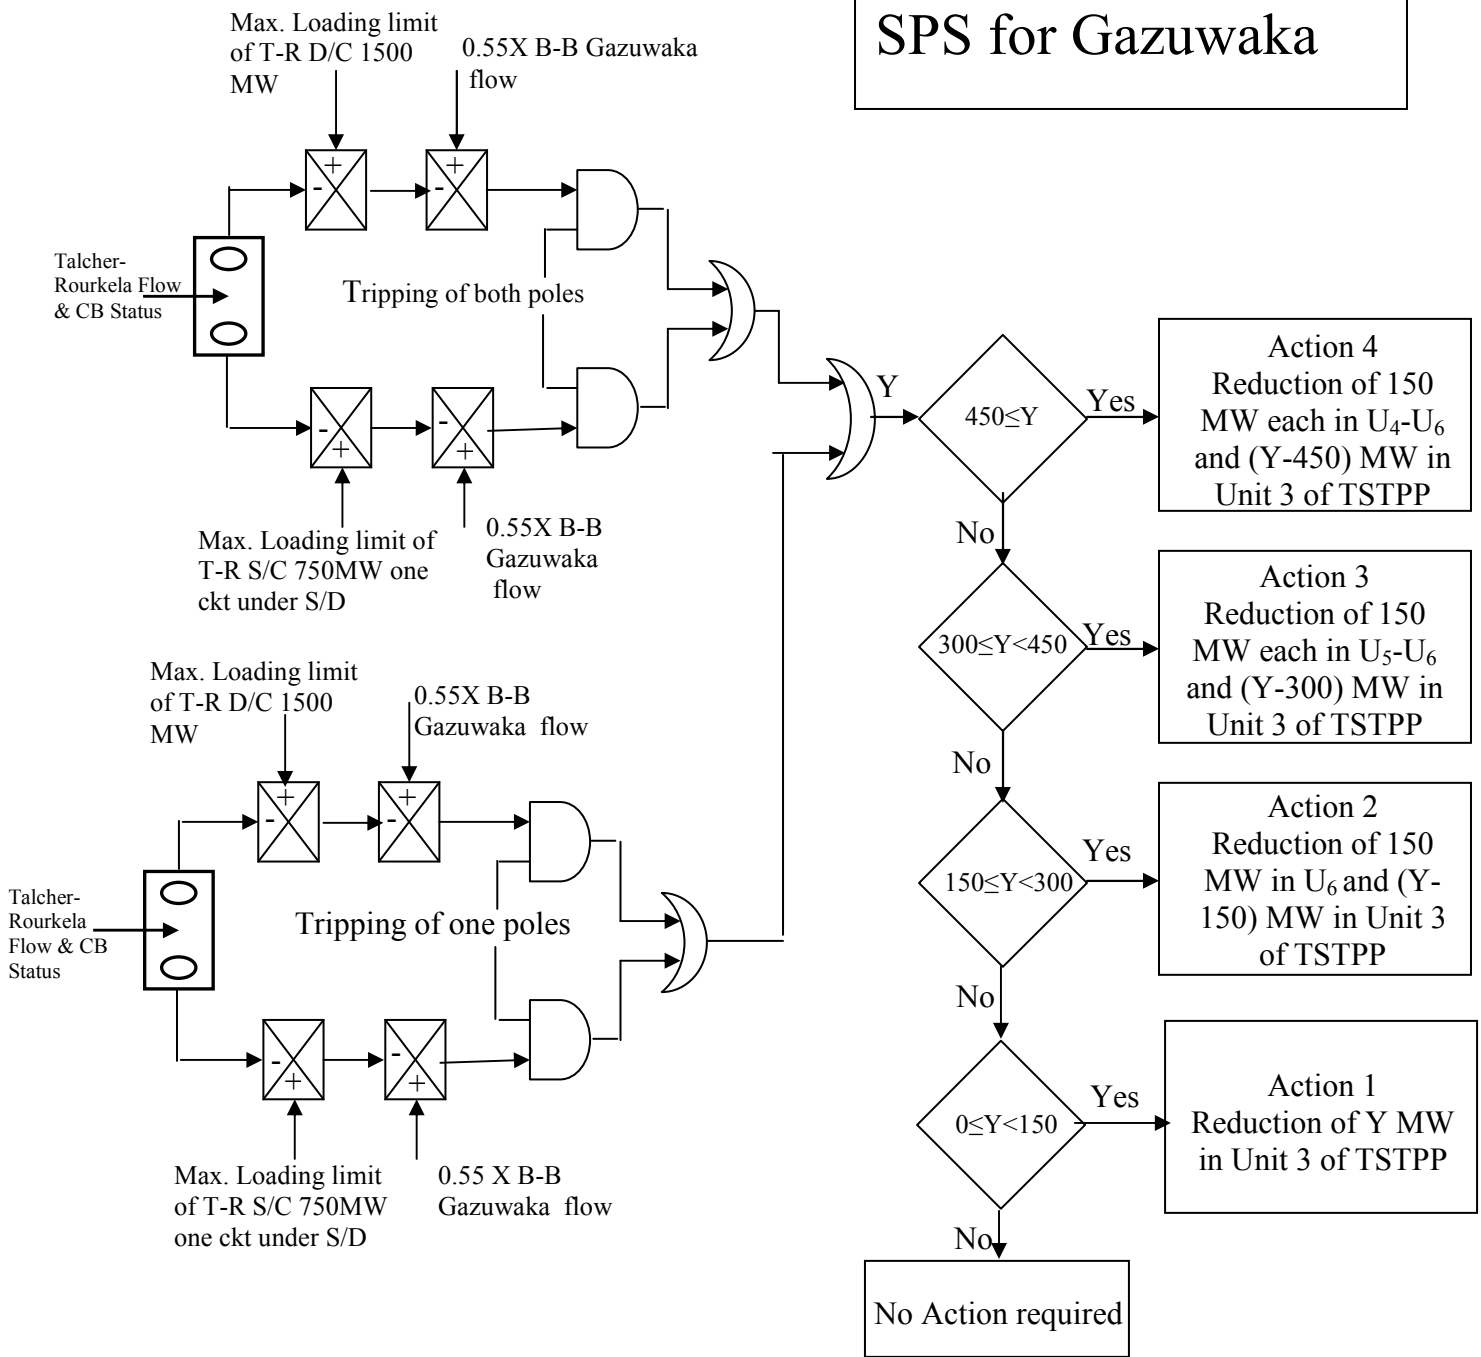 SPS for Gazuwaka
Max. Loading limit
of T-R D/C 1500
MW
0.55X B-B Gazuwaka
flow
+
-
+
-
Talcher-
Rourkela Flow
& CB Status
Tripping of both poles
-
+
-
+
Max. Loading limit of
T-R S/C 750MW one
ckt under S/D
0.55X B-B
Gazuwaka
flow
Max. Loading limit
of T-R D/C 1500
MW
0.55X B-B
Gazuwaka flow
+
-
+
-
Talcher-
Rourkela
Flow & CB
Status
Tripping of one poles
-
+
-
+
Max. Loading limit
of T-R S/C 750MW
one ckt under S/D
0.55 X B-B
Gazuwaka flow
Y
450≤Y
Yes
Action 4
Reduction of 150
MW each in U4-U6
and (Y-450) MW in
Unit 3 of TSTPP
No
300≤Y<450
Yes
Action 3
Reduction of 150
MW each in U5-U6
and (Y-300) MW in
Unit 3 of TSTPP
No
150≤Y<300
Yes
Action 2
Reduction of 150
MW in U6 and (Y-
150) MW in Unit 3
of TSTPP
No
0≤Y<150
Yes
Action 1
Reduction of Y MW
in Unit 3 of TSTPP
No
No Action required